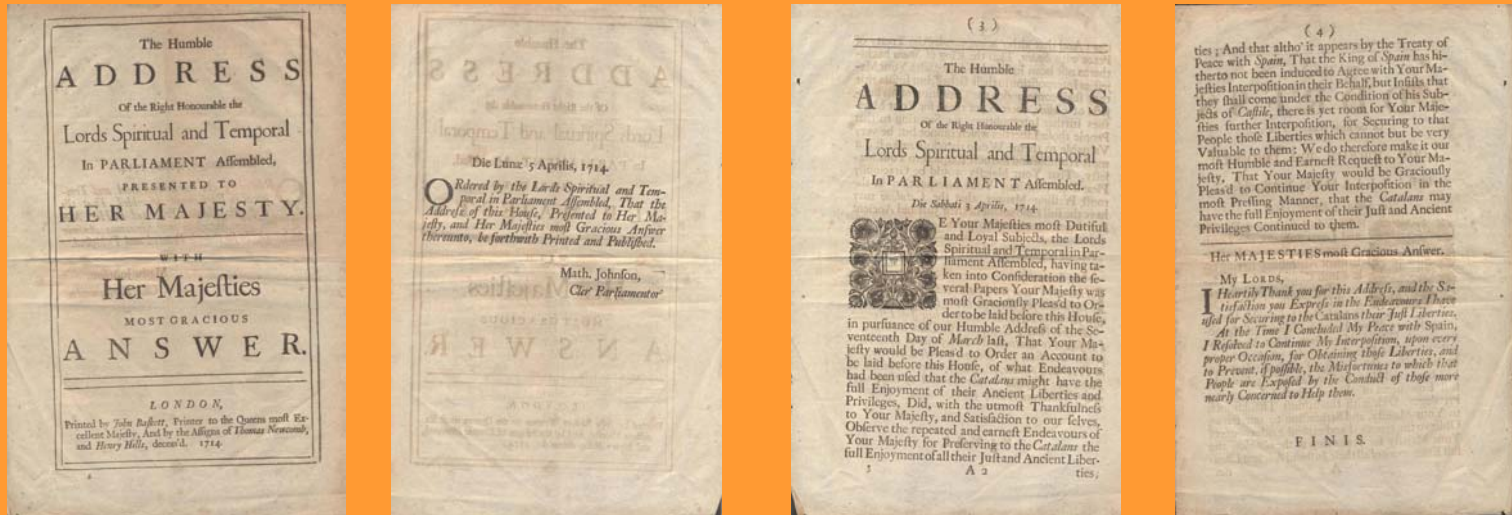 The Humble
ADDRESS
Of the Right Honourable the
Lords Spiritual and Temporal
In PARLIAMENT Aſſembled,
PRESENTED TO
HER MAJESTY.
WITH
Her Majeſties
MOST GRACIOUS
ANSWER.
LONDON,
Printed by John Baskett, Printer to the Queens moſt Ex-
cellent Majeſty, And by the Aſſigns of Thomas Newcomb,
and Henry Hills, deceas'd. 1714.
Die Lunæ 5 Aprilis, 1714.
ORdered by the Lords Spiritual and Tem-
poral in Parliament Aſſembled, That the
Addreſs of this Houſe, Preſented to Her Ma-
jeſty, and Her Majeſties moſt Gracious Anſwer
thereunto, be forthwith Printed and Publiſhed.
Math. Johnſon,
Cler' Parliamentor'
(3)
The Humble
ADDRESS
Of the Right Honourable the
Lords Spiritual and Temporal
In PARLIAMENT Aſſembled.
Die Sabbati 3 Aprilis, 1714.
E Your Majeſties moſt Dutiful
and Loyal Subjects, the Lords
Spiritual and Temporal in Par-
liament Aſſembled, having ta-
ken into Conſideration the ſe-
veral Papers Your Majeſty was
moſt Graciouſly Pleas'd to Or-
der to be laid before this Houſe,
in purſuance of our Humble Addreſs of the Se-
venteenth Day of March laſt, That Your Ma-
jeſty would be Pleas'd to Order an Account to
be laid before this Houſe, of what Endeavours
had been uſed that the Catalans might have the
full Enjoyment of their Ancient Liberties and
Privileges, Did, with the utmoſt Thankfulneſs
to Your Majeſty, and Satisfaction to our ſelves,
Obſerve the repeated and earneſt Endeavours of
Your Majeſty for Preſerving to the Catalans the
full Enjoyment of all their Juſt and Ancient Liber-
A 2 ties;
(4)
ties; And that altho' it appears by the Treaty of
Peace with Spain, That the King of Spain has hi-
therto not been induced to Agree with Your Ma-
jeſties Interpoſition in their Behalf, but Inſiſts that
they ſhall come under the Condition of his Sub-
jects of Caſtile, there is yet room for Your Maje-
ſties further Interpoſition, for Securing to that
People thoſe Liberties which cannot but be very
Valuable to them: We do therefore make it our
moſt Humble and Earneſt Requeſt to Your Ma-
jeſty, That Your Majeſty would be Graciouſly
Pleas'd to Continue Your Interpoſition in the
moſt Preſſing Manner, that the Catalans may
have the full Enjoyment of their Juſt and Ancient
Privileges Continued to them.
Her MAJESTIES moſt Gracious Anſwer.
My LORDS,
I Heartily Thank you for this Addreſs, and the Sa-
tisfaction you Expreſs in the Endeavours I have
uſed for Securing to the Catalans their Juſt Liberties.
At the Time I Concluded My Peace with Spain,
I Reſolved to Continue My Interpoſition, upon every
proper Occaſion, for Obtaining thoſe Liberties, and
to Prevent, if poſſible, the Misfortunes to which that
People are Expoſed by the Conduct of thoſe more
nearly Concerned to Help them.
FINIS.